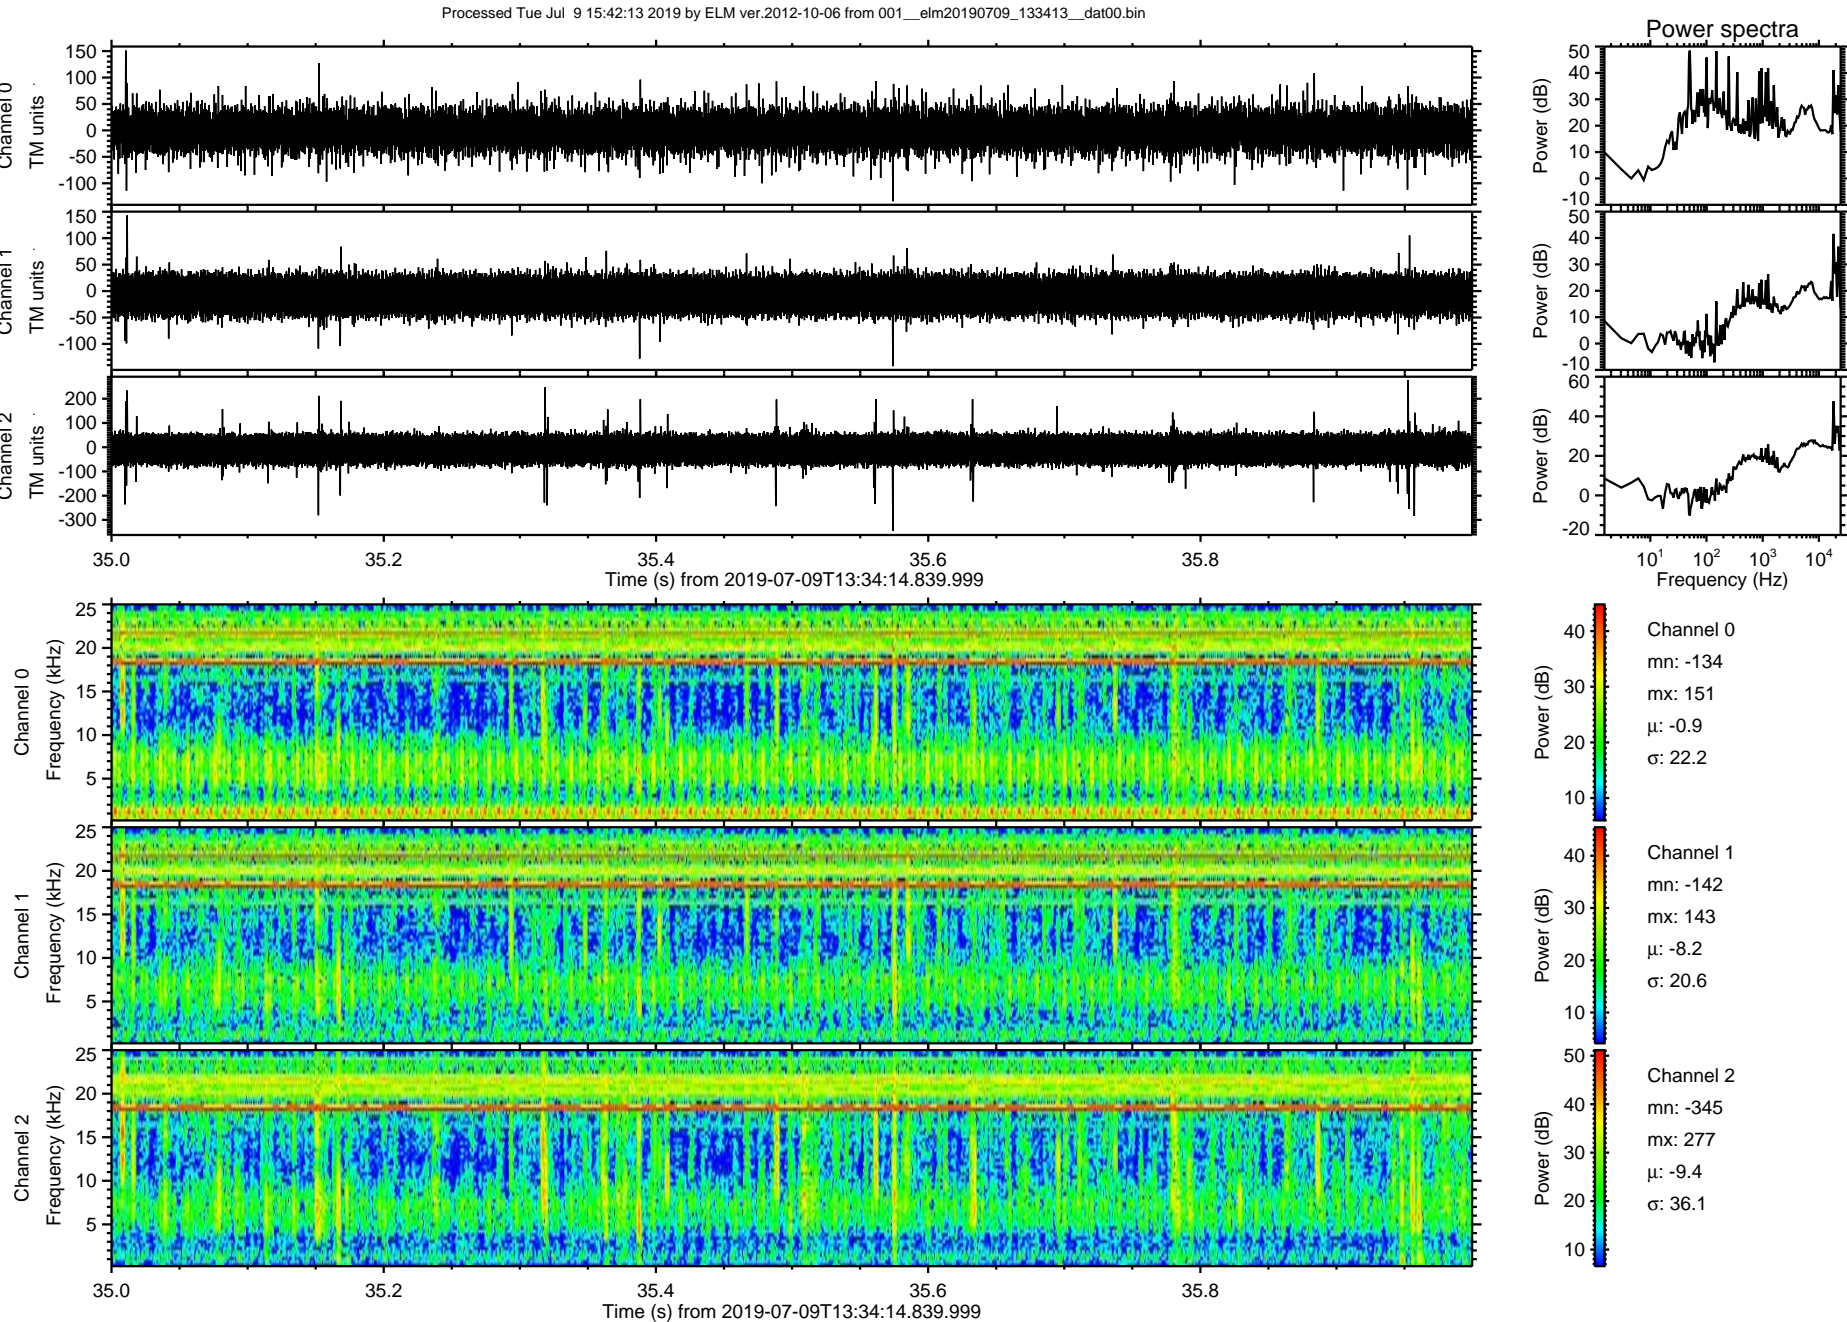 Processed Tue Jul  9 15:42:13 2019 by ELM ver.2012-10-06 from 001__elm20190709_133413__dat00.bin
Power spectra
Channel 0
TM units
150
100
50
0
-50
-100
Power (dB)
50
40
30
20
10
0
-10
Channel 1
TM units
150
100
50
0
-50
-100
Power (dB)
50
40
30
20
10
0
-10
Channel 2
TM units
200
100
0
-100
-200
-300
Power (dB)
60
40
20
0
-20
35.0 35.2 35.4 35.6 35.8
Time (s) from 2019-07-09T13:34:14.839.999
10¹ 10² 10³ 10⁴
Frequency (Hz)
Channel 0
Frequency (kHz)
25
20
15
10
5
Power (dB)
40
30
20
10
Channel 0
mn: -134
mx: 151
μ: -0.9
σ: 22.2
Channel 1
Frequency (kHz)
25
20
15
10
5
Power (dB)
40
30
20
10
Channel 1
mn: -142
mx: 143
μ: -8.2
σ: 20.6
Channel 2
Frequency (kHz)
25
20
15
10
5
Power (dB)
50
40
30
20
10
Channel 2
mn: -345
mx: 277
μ: -9.4
σ: 36.1
35.0 35.2 35.4 35.6 35.8
Time (s) from 2019-07-09T13:34:14.839.999